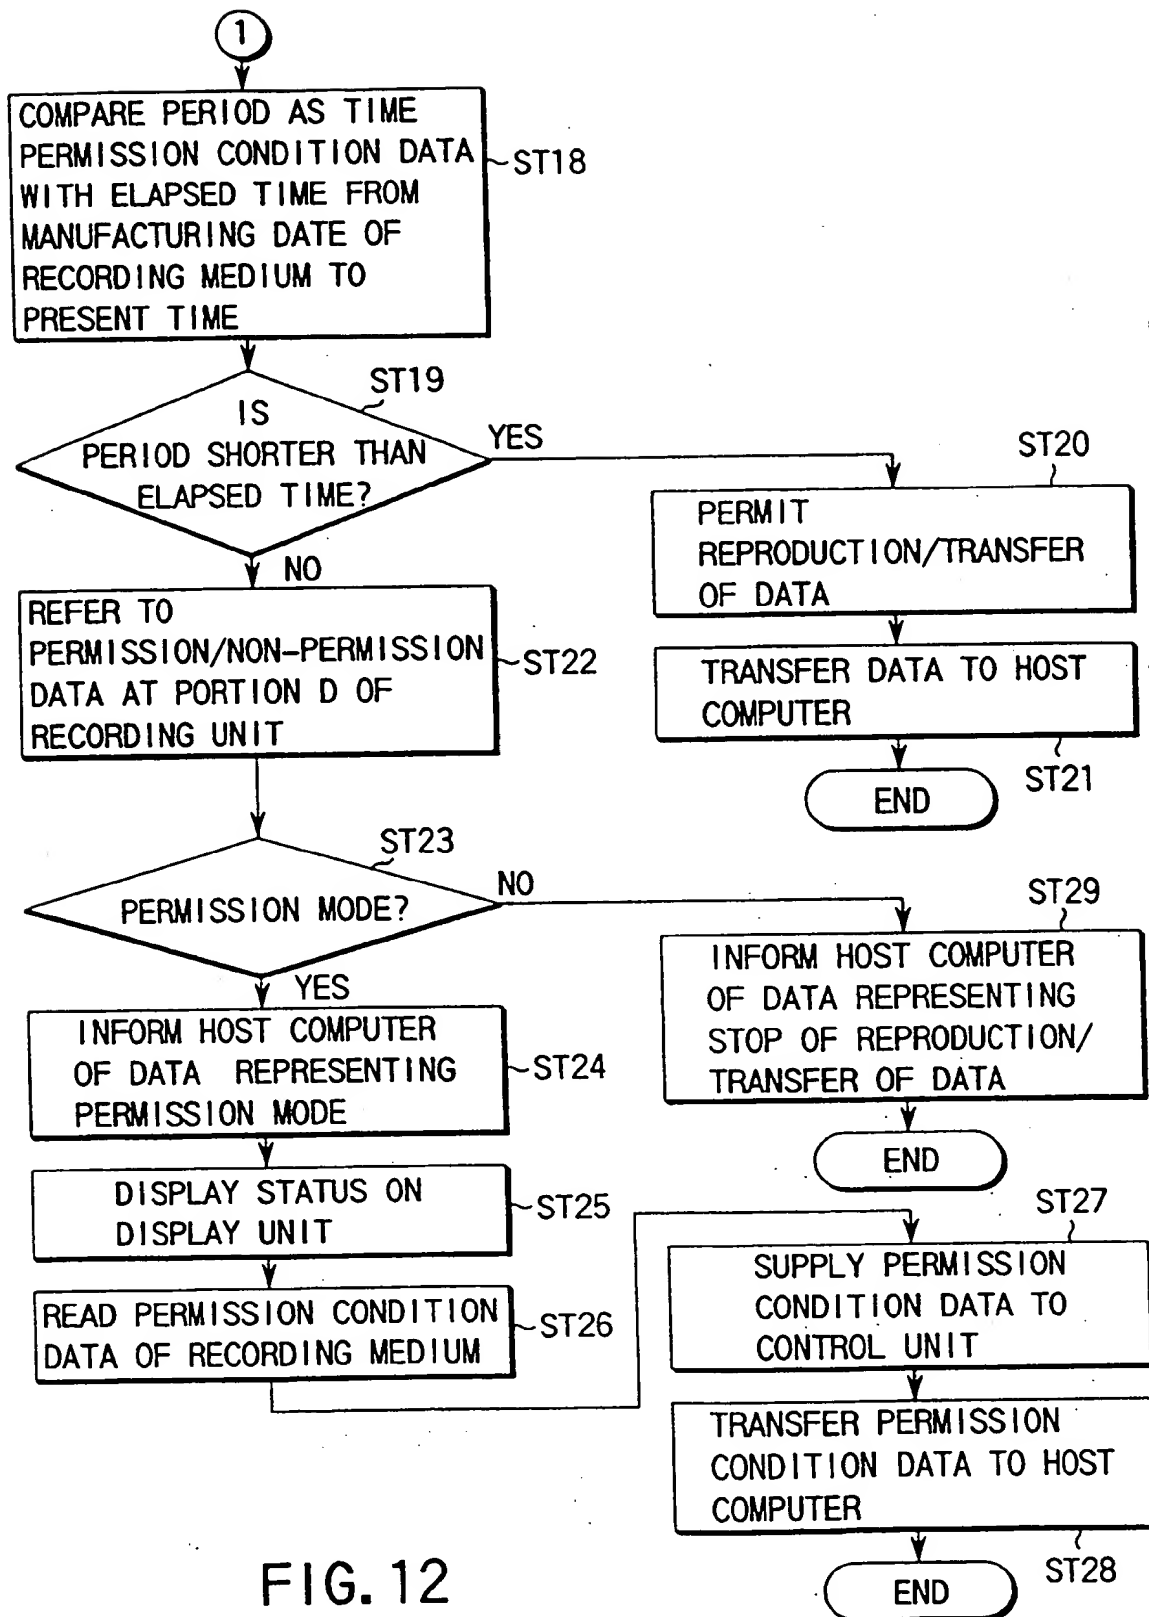 1
COMPARE PERIOD AS TIME
PERMISSION CONDITION DATA
WITH ELAPSED TIME FROM
MANUFACTURING DATE OF
RECORDING MEDIUM TO
PRESENT TIME
ST18
ST19
IS
PERIOD SHORTER THAN
ELAPSED TIME?
YES
NO
ST20
PERMIT
REPRODUCTION/TRANSFER
OF DATA
TRANSFER DATA TO HOST
COMPUTER
ST21
END
REFER TO
PERMISSION/NON-PERMISSION
DATA AT PORTION D OF
RECORDING UNIT
ST22
ST23
PERMISSION MODE?
NO
YES
ST29
INFORM HOST COMPUTER
OF DATA REPRESENTING
STOP OF REPRODUCTION/
TRANSFER OF DATA
END
INFORM HOST COMPUTER
OF DATA REPRESENTING
PERMISSION MODE
ST24
DISPLAY STATUS ON
DISPLAY UNIT
ST25
READ PERMISSION CONDITION
DATA OF RECORDING MEDIUM
ST26
ST27
SUPPLY PERMISSION
CONDITION DATA TO
CONTROL UNIT
TRANSFER PERMISSION
CONDITION DATA TO HOST
COMPUTER
ST28
END
FIG. 12